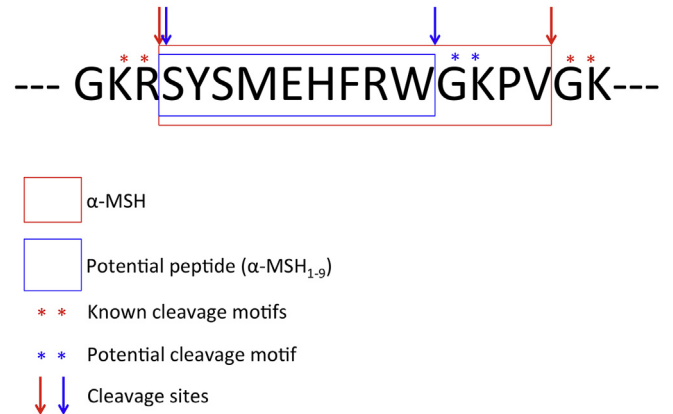 --- GKRSYSMEHFRWGKPVGK---
α-MSH
Potential peptide (α-MSH1-9)
* * Known cleavage motifs
* * Potential cleavage motif
Cleavage sites